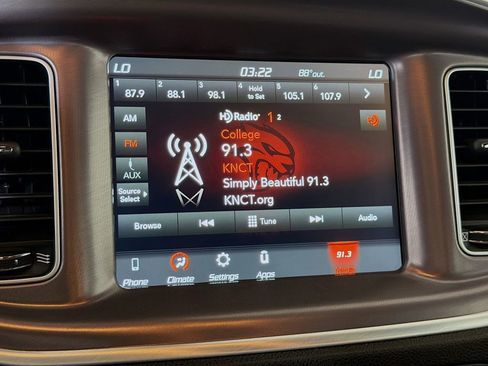 LO 03:22 88°out. LO
1 87.9 2 88.1 3 98.1 4 Hold to Set 5 105.1 6 107.9
AM HD Radio 1 2
College
FM 91.3
KNCT
AUX Simply Beautiful 91.3
Source Select KNCT.org
Browse Tune Audio
91.3
Phone Climate Settings Apps